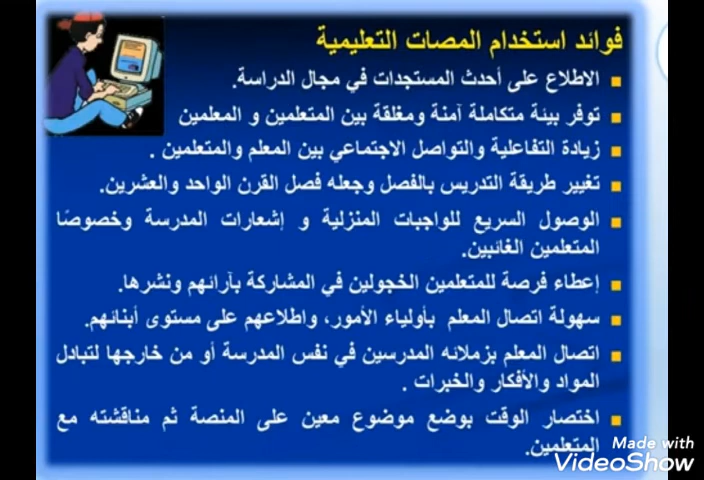 فوائد استخدام المصات التعليمية
الاطلاع على أحدث المستجدات في مجال الدراسة.
توفر بيئة متكاملة آمنة ومغلقة بين المتعلمين و المعلمين
زيادة التفاعلية والتواصل الاجتماعي بين المعلم والمتعلمين .
تغيير طريقة التدريس بالفصل وجعله فصل القرن الواحد والعشرين.
الوصول السريع للواجبات المنزلية و إشعارات المدرسة وخصوصًا
المتعلمين الغائبين.
إعطاء فرصة للمتعلمين الخجولين في المشاركة بآرائهم ونشرها.
سهولة اتصال المعلم بأولياء الأمور، واطلاعهم على مستوى أبنائهم.
اتصال المعلم بزملائه المدرسين في نفس المدرسة أو من خارجها لتبادل
المواد والأفكار والخبرات .
اختصار الوقت بوضع موضوع معين على المنصة ثم مناقشته مع
المتعلمين.
Made with
VideoShow